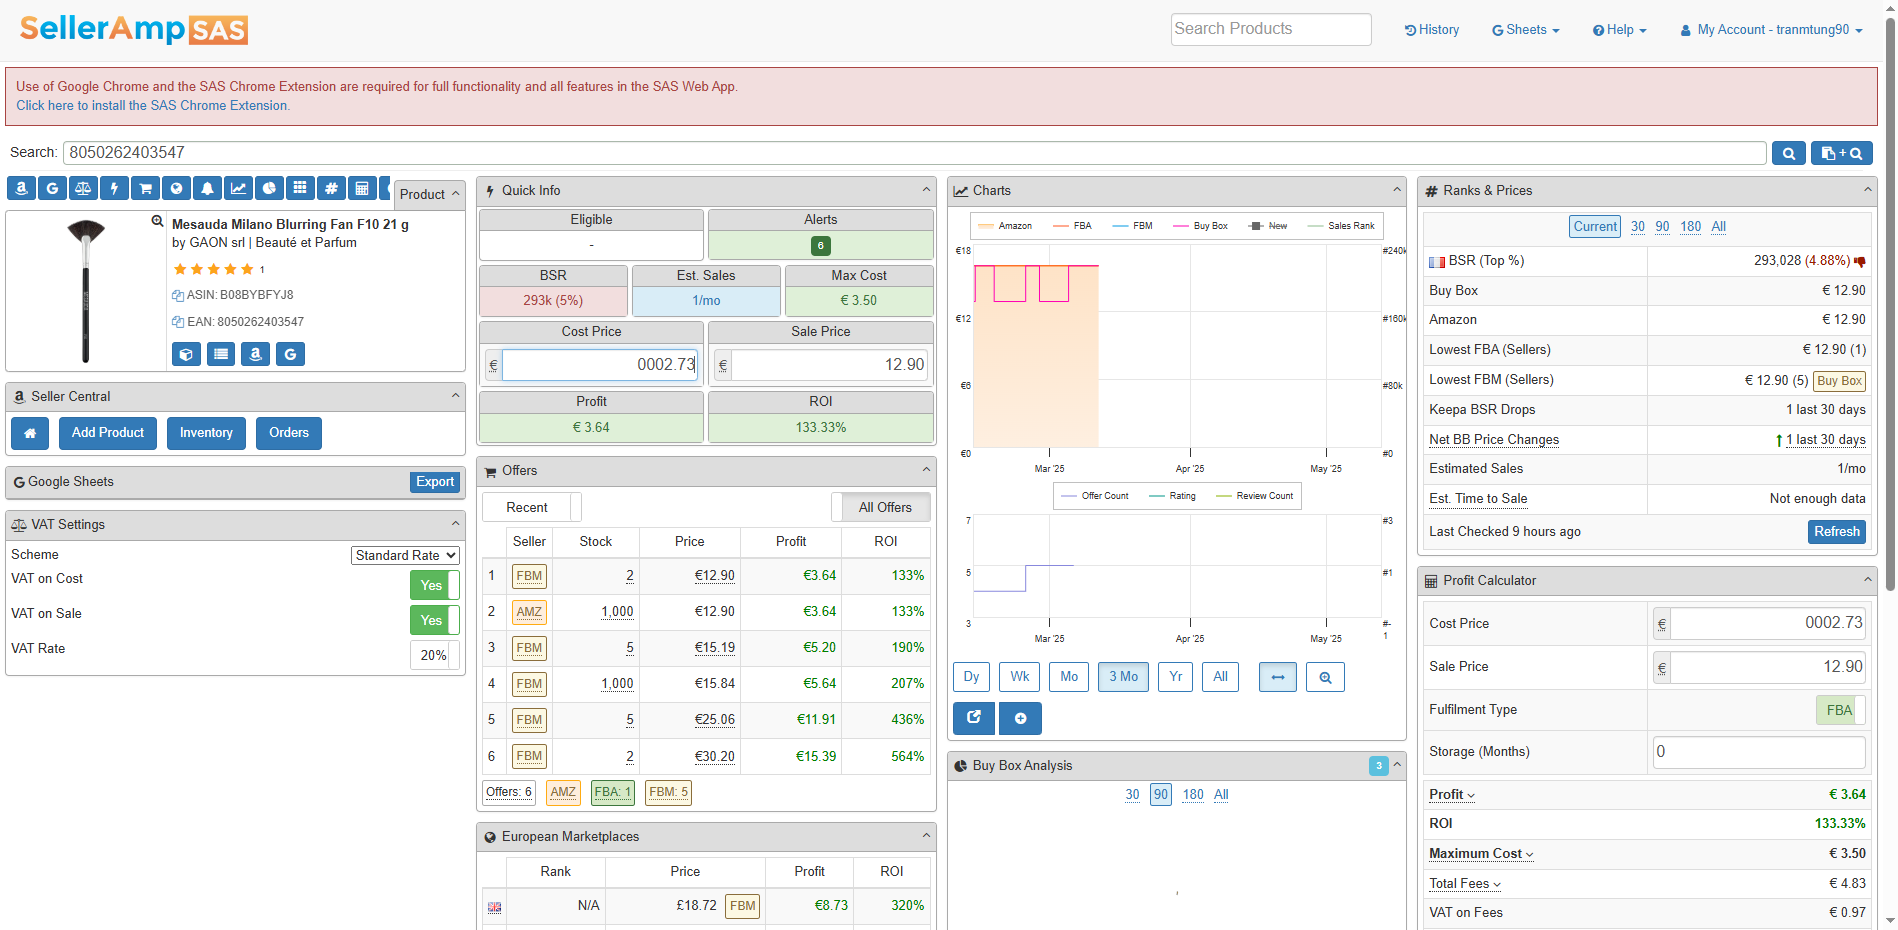 SellerAmp SAS
Search Products
History
G Sheets
Help
My Account - tranmtung90
Use of Google Chrome and the SAS Chrome Extension are required for full functionality and all features in the SAS Web App.
Click here to install the SAS Chrome Extension.
Search: 8050262403547
Product
Mesauda Milano Blurring Fan F10 21 g
by GAON srl | Beauté et Parfum
1
ASIN: B08BYBFYJ8
EAN: 8050262403547
Seller Central
Add Product
Inventory
Orders
Google Sheets
Export
VAT Settings
Scheme Standard Rate
VAT on Cost Yes
VAT on Sale Yes
VAT Rate 20%
Quick Info
Eligible Alerts
- 6
BSR Est. Sales Max Cost
293k (5%) 1/mo € 3.50
Cost Price Sale Price
€ 0002.73 € 12.90
Profit ROI
€ 3.64 133.33%
Offers
Recent All Offers
Seller Stock Price Profit ROI
1 FBM 2 €12.90 €3.64 133%
2 AMZ 1,000 €12.90 €3.64 133%
3 FBM 5 €15.19 €5.20 190%
4 FBM 1,000 €15.84 €5.64 207%
5 FBM 5 €25.06 €11.91 436%
6 FBM 2 €30.20 €15.39 564%
Offers: 6 AMZ FBA: 1 FBM: 5
European Marketplaces
Rank Price Profit ROI
N/A £18.72 FBM €8.73 320%
Charts
Amazon FBA FBM Buy Box New Sales Rank
€18 #240k
€12 #160k
€6 #80k
€0 #0
Mar '25 Apr '25 May '25
Offer Count Rating Review Count
7 #3
5 #1
3 #-1
Mar '25 Apr '25 May '25
Dy Wk Mo 3 Mo Yr All
Buy Box Analysis 3
30 90 180 All
Ranks & Prices
Current 30 90 180 All
BSR (Top %) 293,028 (4.88%)
Buy Box € 12.90
Amazon € 12.90
Lowest FBA (Sellers) € 12.90 (1)
Lowest FBM (Sellers) € 12.90 (5) Buy Box
Keepa BSR Drops 1 last 30 days
Net BB Price Changes 1 last 30 days
Estimated Sales 1/mo
Est. Time to Sale Not enough data
Last Checked 9 hours ago Refresh
Profit Calculator
Cost Price € 0002.73
Sale Price € 12.90
Fulfilment Type FBA
Storage (Months) 0
Profit € 3.64
ROI 133.33%
Maximum Cost € 3.50
Total Fees € 4.83
VAT on Fees € 0.97